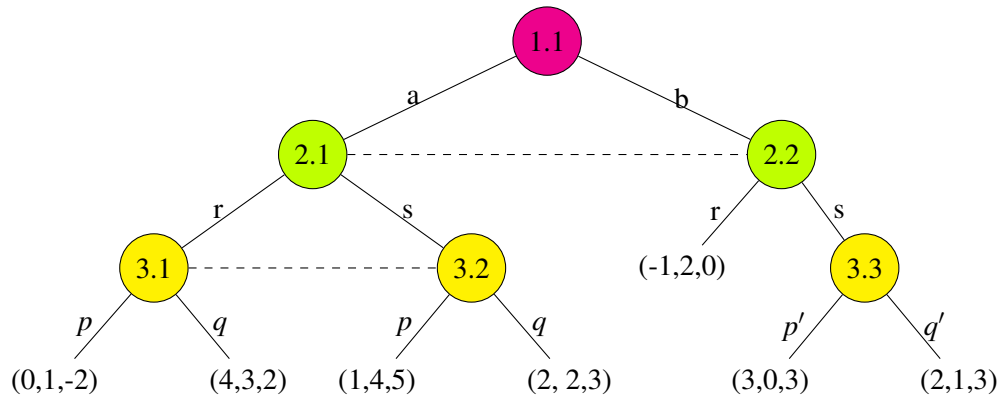 1.1
a b
2.1 2.2
r s r s
3.1 3.2 (-1,2,0) 3.3
p q p q p′ q′
(0,1,-2) (4,3,2) (1,4,5) (2, 2,3) (3,0,3) (2,1,3)